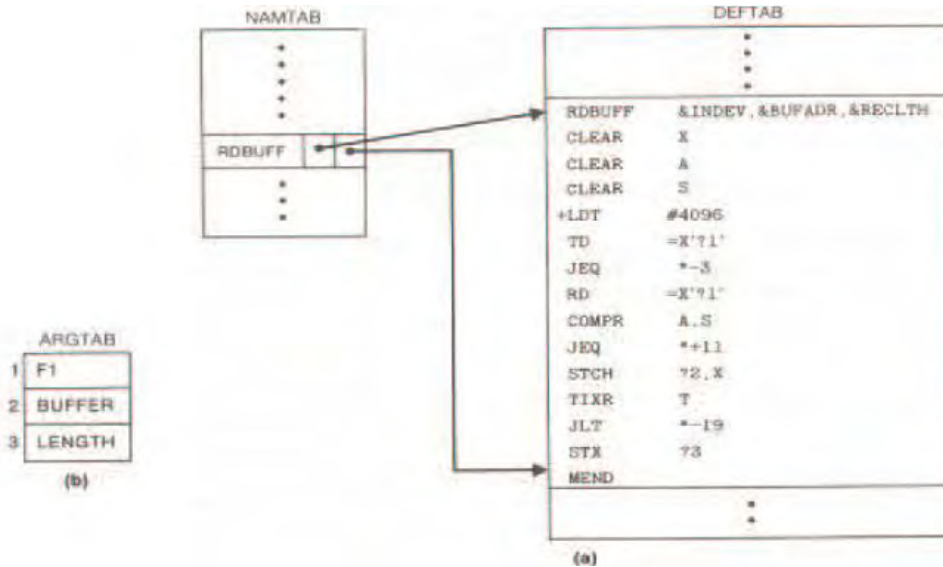 NAMTAB
RDBUFF
DEFTAB
RDBUFF &INDEV,&BUFADR,&RECLTH
CLEAR X
CLEAR A
CLEAR S
+LDT #4096
TD =X'?1'
JEQ *-3
RD =X'?1'
COMPR A,S
JEQ *+11
STCH ?2,X
TIXR T
JLT *-19
STX ?3
MEND
(a)
ARGTAB
1 F1
2 BUFFER
3 LENGTH
(b)